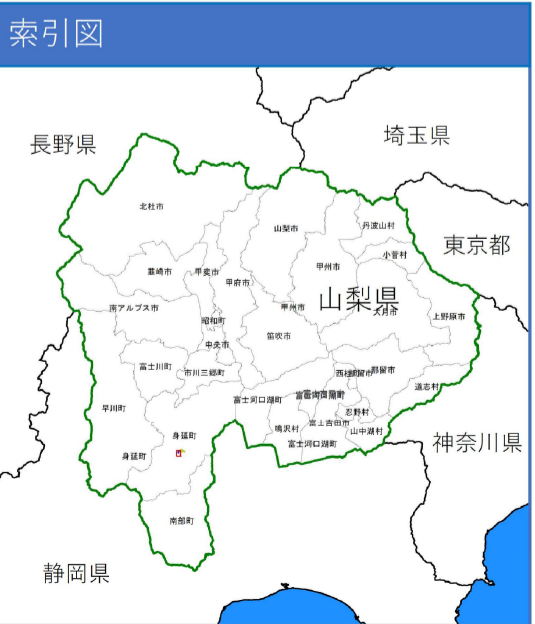 索引図
長野県
埼玉県
北杜市
山梨市
丹波山村
東京都
小菅村
韮崎市
甲斐市
甲州市
甲府市
山梨県
南アルプス市
甲州市
大月市
上野原市
昭和町
笛吹市
中央市
富士川町
市川三郷町
西桂町
都留市
道志村
早川町
富士河口湖町
忍野村
身延町
鳴沢村
富士吉田市
山中湖村
身延町
富士河口湖町
神奈川県
南部町
静岡県